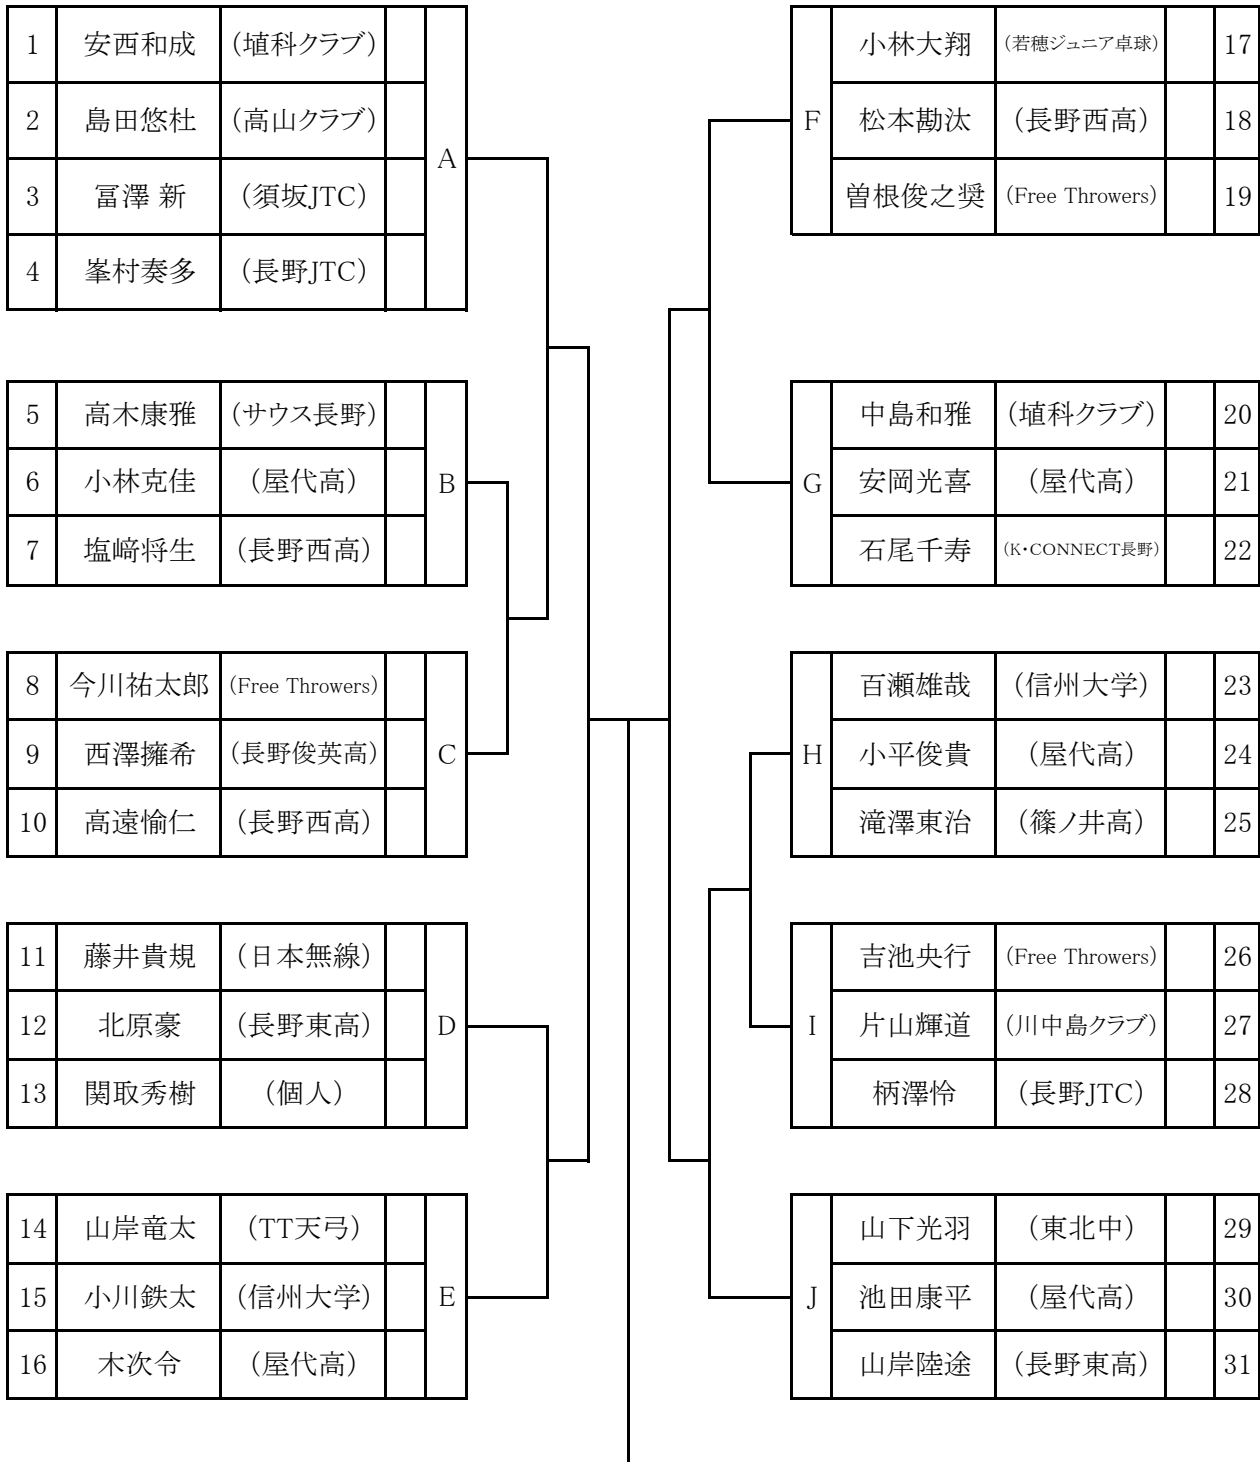 1 安西和成 (埴科クラブ)
2 島田悠杜 (高山クラブ)
A
3 冨澤 新 (須坂JTC)
4 峯村奏多 (長野JTC)
5 高木康雅 (サウス長野)
6 小林克佳 (屋代高) B
7 塩﨑将生 (長野西高)
8 今川祐太郎 (Free Throwers)
9 西澤擁希 (長野俊英高) C
10 高遠愉仁 (長野西高)
11 藤井貴規 (日本無線)
12 北原豪 (長野東高) D
13 関取秀樹 (個人)
14 山岸竜太 (TT天弓)
15 小川鉄太 (信州大学) E
16 木次令 (屋代高)
小林大翔 (若穂ジュニア卓球) 17
F 松本勘汰 (長野西高) 18
曽根俊之奨 (Free Throwers) 19
中島和雅 (埴科クラブ) 20
G 安岡光喜 (屋代高) 21
石尾千寿 (K・CONNECT長野) 22
百瀬雄哉 (信州大学) 23
H 小平俊貴 (屋代高) 24
滝澤東治 (篠ノ井高) 25
吉池央行 (Free Throwers) 26
I 片山輝道 (川中島クラブ) 27
柄澤怜 (長野JTC) 28
山下光羽 (東北中) 29
J 池田康平 (屋代高) 30
山岸陸途 (長野東高) 31